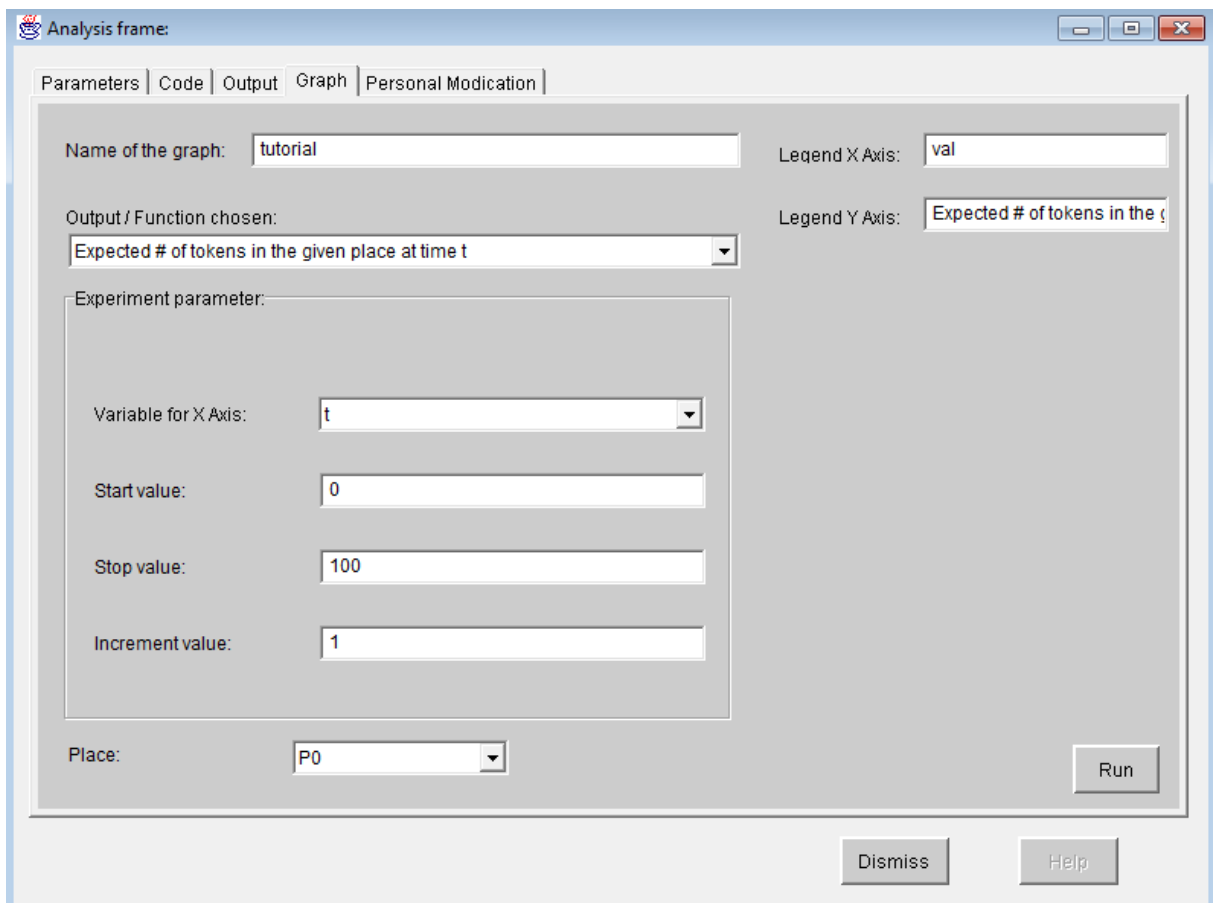 Analysis frame:
Parameters Code Output Graph Personal Modication
Name of the graph: tutorial
Legend X Axis: val
Output / Function chosen:
Legend Y Axis: Expected # of tokens in the g
Expected # of tokens in the given place at time t
Experiment parameter:
Variable for X Axis: t
Start value: 0
Stop value: 100
Increment value: 1
Place: P0
Run
Dismiss Help